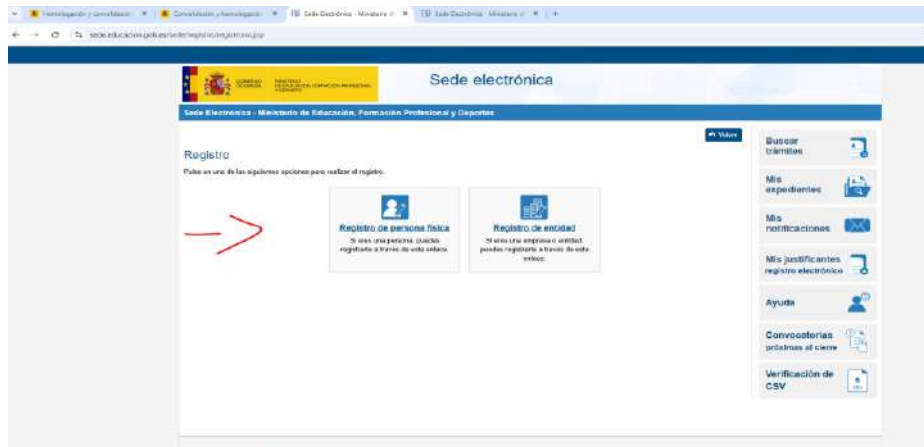 Homologación y convalidación
Convalidación y homologación
Sede Electrónica - Ministerio d
Sede Electrónica - Ministerio d
sede.educacion.gob.es/sede/registro/registrarse.jsp
GOBIERNO DE ESPAÑA
MINISTERIO
DE EDUCACIÓN, FORMACIÓN PROFESIONAL
Y DEPORTES
Sede electrónica
Sede Electrónica - Ministerio de Educación, Formación Profesional y Deportes
Volver
Registro
Pulse en una de las siguientes opciones para realizar el registro.
Registro de persona física
Si eres una persona, puedes
registrarte a través de este enlace.
Registro de entidad
Si eres una empresa o entidad
puedes registrarte a través de este
enlace.
Buscar
trámites
Mis
expedientes
Mis
notificaciones
Mis justificantes
registro electrónico
Ayuda
Convocatorias
próximas al cierre
Verificación de
CSV